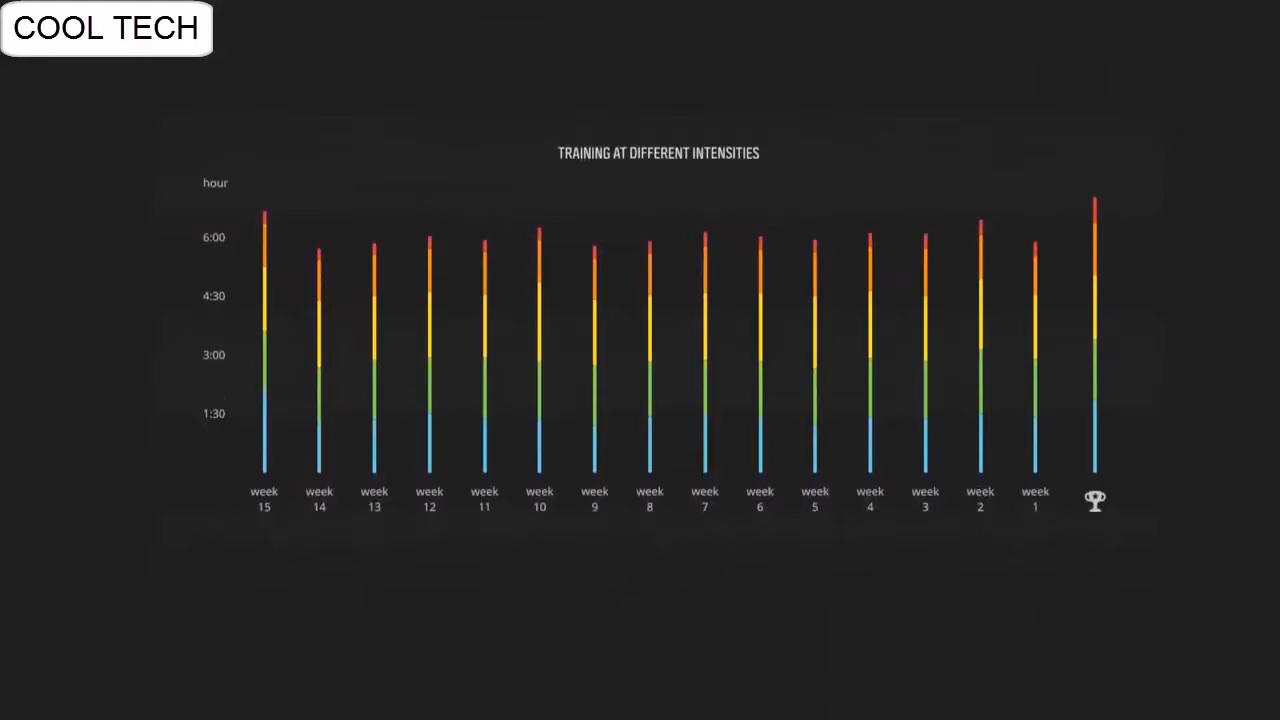 COOL TECH
TRAINING AT DIFFERENT INTENSITIES
hour
6:00
4:30
3:00
1:30
week week week week week week week week week week week week week week week
15 14 13 12 11 10 9 8 7 6 5 4 3 2 1